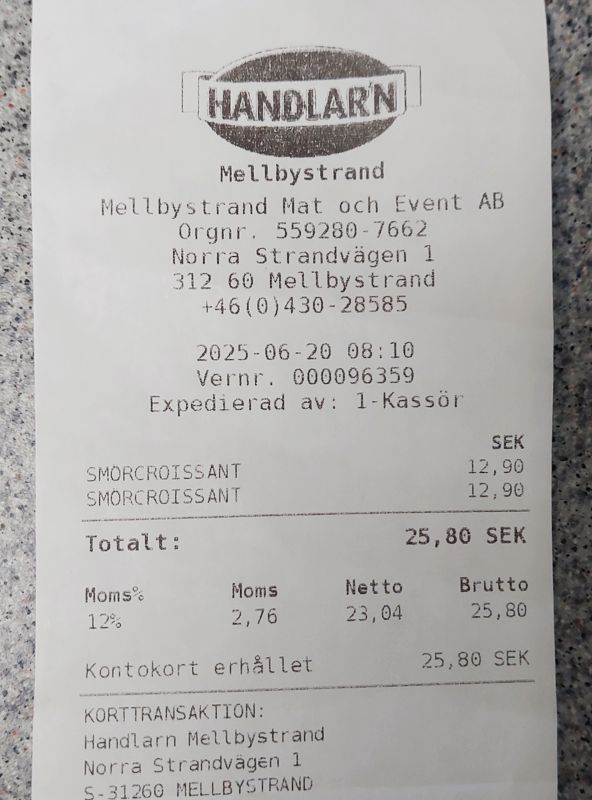 HANDLAR'N
Mellbystrand
Mellbystrand Mat och Event AB
Orgnr. 559280-7662
Norra Strandvägen 1
312 60 Mellbystrand
+46(0)430-28585
2025-06-20 08:10
Vernr. 000096359
Expedierad av: 1-Kassör
SEK
SMÖRCROISSANT 12,90
SMÖRCROISSANT 12,90
Totalt: 25,80 SEK
Moms% Moms Netto Brutto
12% 2,76 23,04 25,80
Kontokort erhållet 25,80 SEK
KORTTRANSAKTION:
Handlarn Mellbystrand
Norra Strandvägen 1
S-31260 MELLBYSTRAND